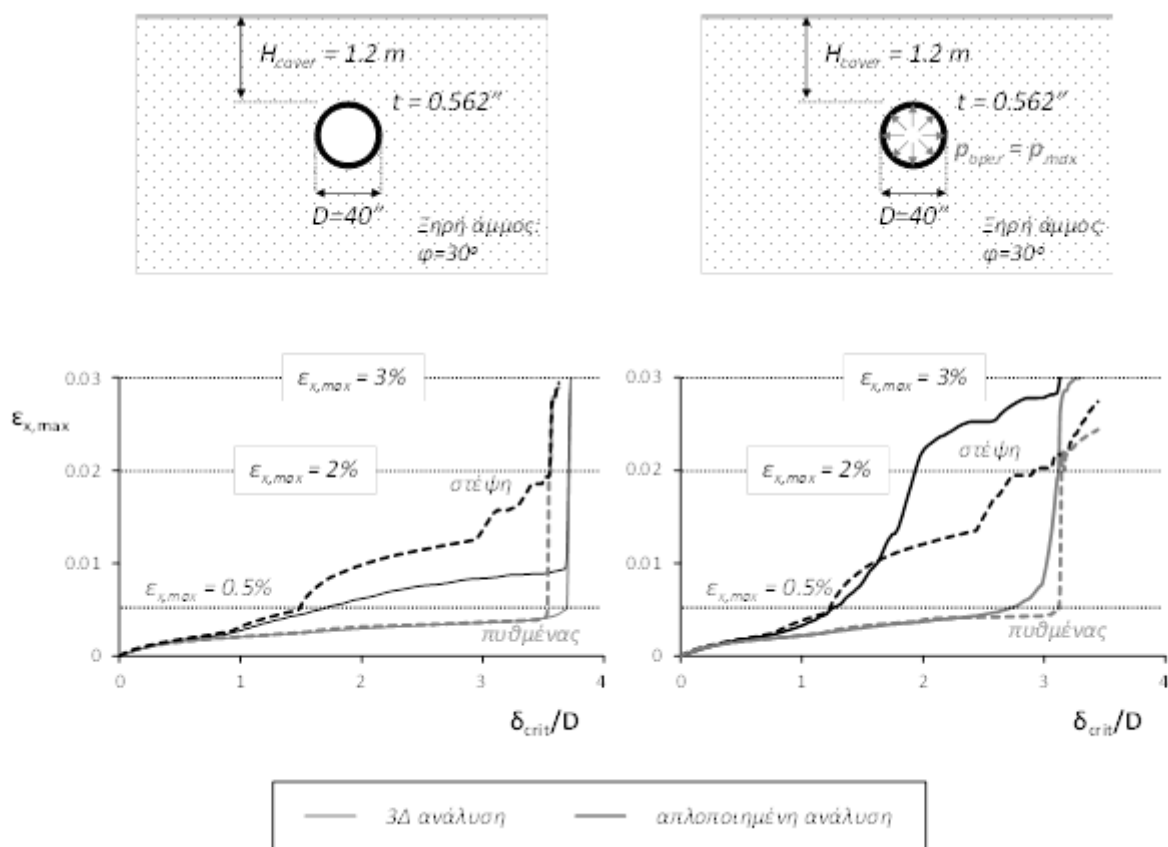 H_cover = 1.2 m
t = 0.562"
D=40"
Ξηρή άμμος:
φ=30°
H_cover = 1.2 m
t = 0.562"
p_oper = p_max
D=40"
Ξηρή άμμος:
φ=30°
ε_x,max
0.03
0.02
0.01
0
ε_x,max = 3%
ε_x,max = 2%
στέψη
ε_x,max = 0.5%
πυθμένας
0 1 2 3 4
δ_crit/D
0.03
0.02
0.01
0
ε_x,max = 3%
στέψη
ε_x,max = 2%
ε_x,max = 0.5%
πυθμένας
0 1 2 3 4
δ_crit/D
3Δ ανάλυση
απλοποιημένη ανάλυση